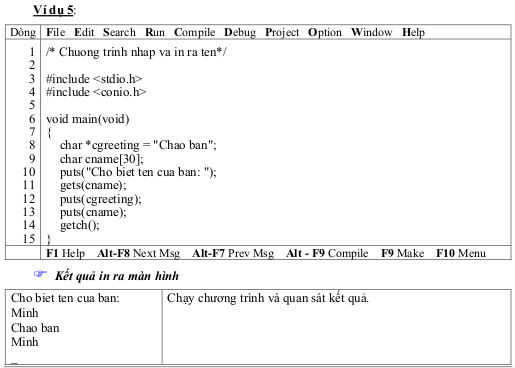 Ví dụ 5:
Dòng File Edit Search Run Compile Debug Project Option Window Help
1 /* Chuong trinh nhap va in ra ten*/
2
3 #include <stdio.h>
4 #include <conio.h>
5
6 void main(void)
7 {
8 char *cgreeting = "Chao ban";
9 char cname[30];
10 puts("Cho biet ten cua ban: ");
11 gets(cname);
12 puts(cgreeting);
13 puts(cname);
14 getch();
15 }
F1 Help Alt-F8 Next Msg Alt-F7 Prev Msg Alt - F9 Compile F9 Make F10 Menu
☞ Kết quả in ra màn hình
Cho biet ten cua ban: Chạy chương trình và quan sát kết quả.
Minh
Chao ban
Minh
_